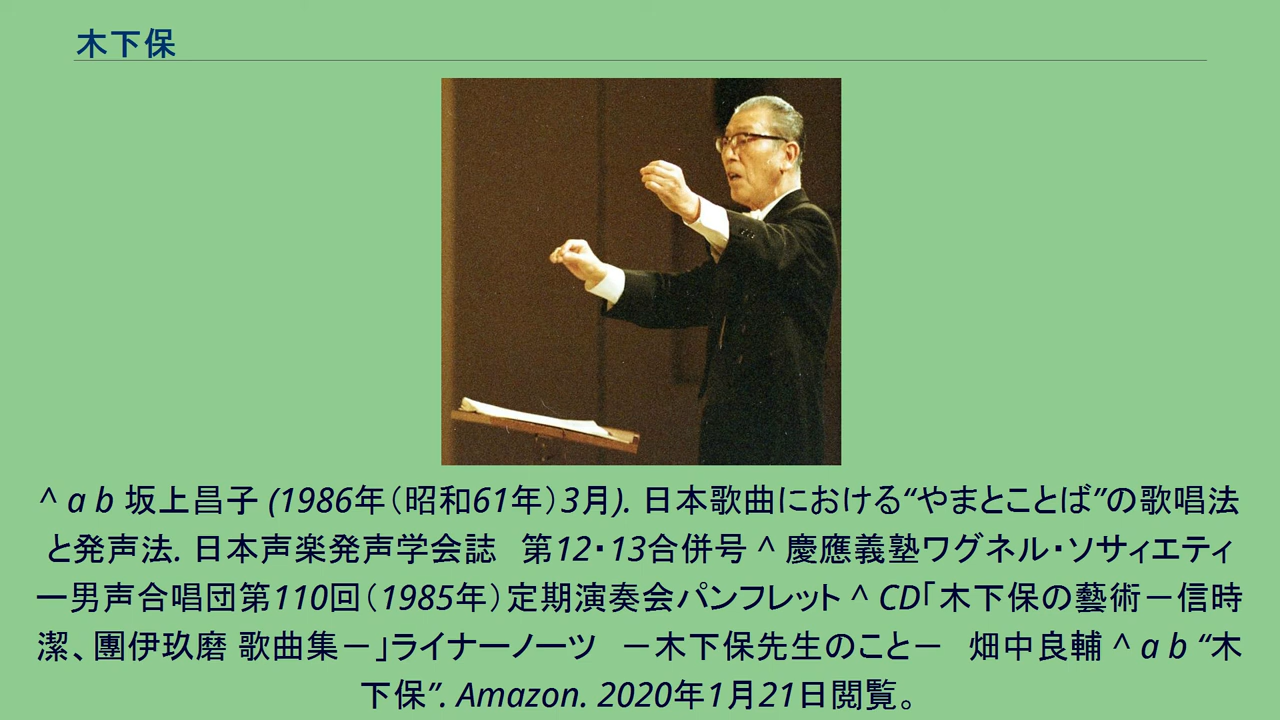 木下保
^ a b 坂上昌子 (1986年（昭和61年）3月). 日本歌曲における“やまとことば”の歌唱法
と発声法. 日本声楽発声学会誌　第12・13合併号 ^ 慶應義塾ワグネル・ソサィエティ
ー男声合唱団第110回（1985年）定期演奏会パンフレット ^ CD「木下保の藝術－信時
潔、團伊玖磨 歌曲集－」ライナーノーツ　－木下保先生のこと－　畑中良輔 ^ a b “木
下保”. Amazon. 2020年1月21日閲覧。